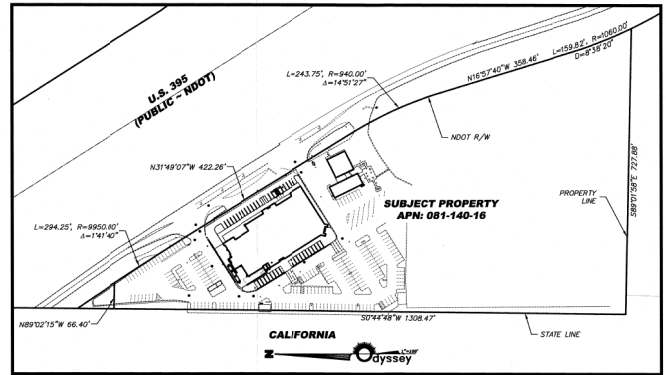 L=159.82', R=1060.00'
D=8°38'20"
N16°57'40"W 358.46'
L=243.75', R=940.00'
Δ=14°51'27"
U.S. 395
(PUBLIC ~ NDOT)
NDOT R/W
N31°49'07"W 422.26'
SUBJECT PROPERTY
APN: 081-140-16
PROPERTY
LINE
S89°01'58"E 727.88'
L=294.25', R=9950.00'
Δ=1°41'40"
N89°02'15"W 66.40'
S0°44'48"W 1308.47'
CALIFORNIA
STATE LINE
N
Odyssey
1"=100'